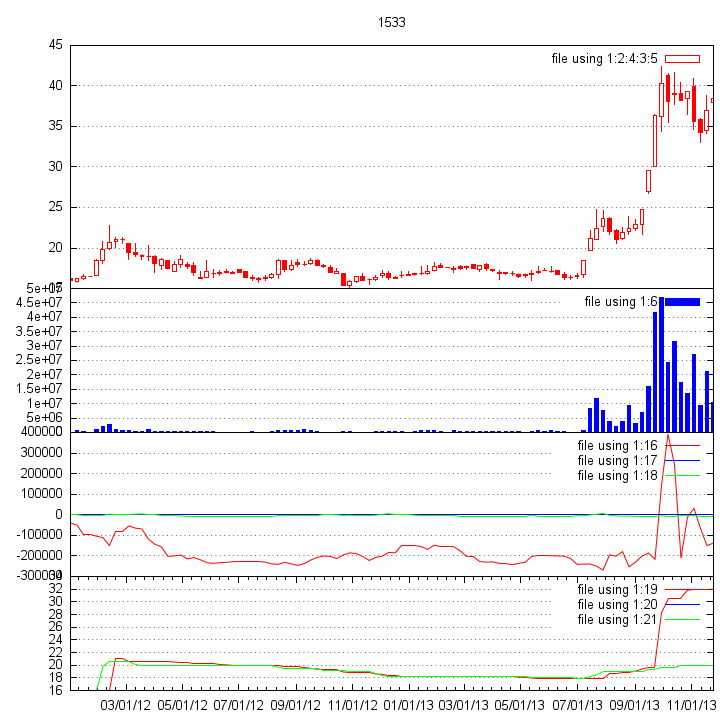 1533
45
file using 1:2:4:3:5
40
35
30
25
20
15
5e+07
file using 1:6
4.5e+07
4e+07
3.5e+07
3e+07
2.5e+07
2e+07
1.5e+07
1e+07
5e+06
400000
file using 1:16
300000
file using 1:17
200000
file using 1:18
100000
0
-100000
-200000
-300000
34
32
file using 1:19
30
file using 1:20
28
file using 1:21
26
24
22
20
18
16
03/01/12 05/01/12 07/01/12 09/01/12 11/01/12 01/01/13 03/01/13 05/01/13 07/01/13 09/01/13 11/01/13